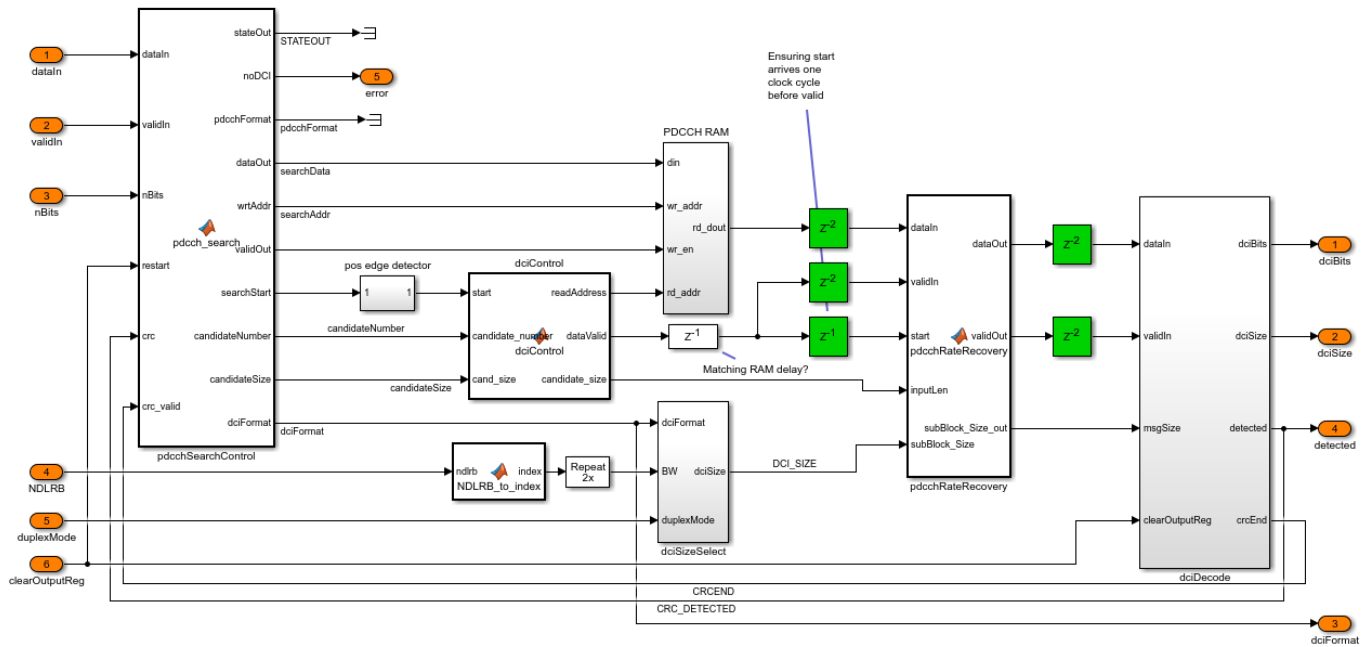 1
dataIn
2
validIn
3
nBits
4
NDLRB
5
duplexMode
6
clearOutputReg
dataIn
validIn
nBits
restart
crc
crc_valid
pdcch_search
stateOut
noDCI
pdcchFormat
dataOut
wrtAddr
validOut
searchStart
candidateNumber
candidateSize
dciFormat
pdcchSearchControl
STATEOUT
5
error
pdcchFormat
searchData
searchAddr
candidateNumber
candidateSize
dciFormat
pos edge detector
1
1
dciControl
start
candidate_number
cand_size
dciControl
readAddress
dataValid
candidate_size
PDCCH RAM
din
wr_addr
wr_en
rd_addr
rd_dout
Z-1
Matching RAM delay?
Ensuring start
arrives one
clock cycle
before valid
Z-2
Z-2
Z-1
ndlrb
index
NDLRB_to_index
Repeat
2x
dciFormat
BW
duplexMode
dciSize
dciSizeSelect
DCI_SIZE
dataIn
validIn
start
inputLen
subBlock_Size
pdcchRateRecovery
dataOut
validOut
subBlock_Size_out
pdcchRateRecovery
Z-2
Z-2
dataIn
validIn
msgSize
clearOutputReg
dciBits
dciSize
detected
crcEnd
dciDecode
1
dciBits
2
dciSize
4
detected
CRCEND
CRC_DETECTED
3
dciFormat